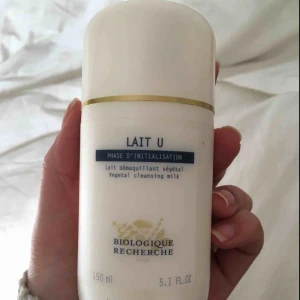 LAIT U
PHASE D'INITIALISATION
Lait démaquillant végétal
Vegetal cleansing milk
BIOLOGIQUE
RECHERCHE
150 ml 5.1 FL.OZ